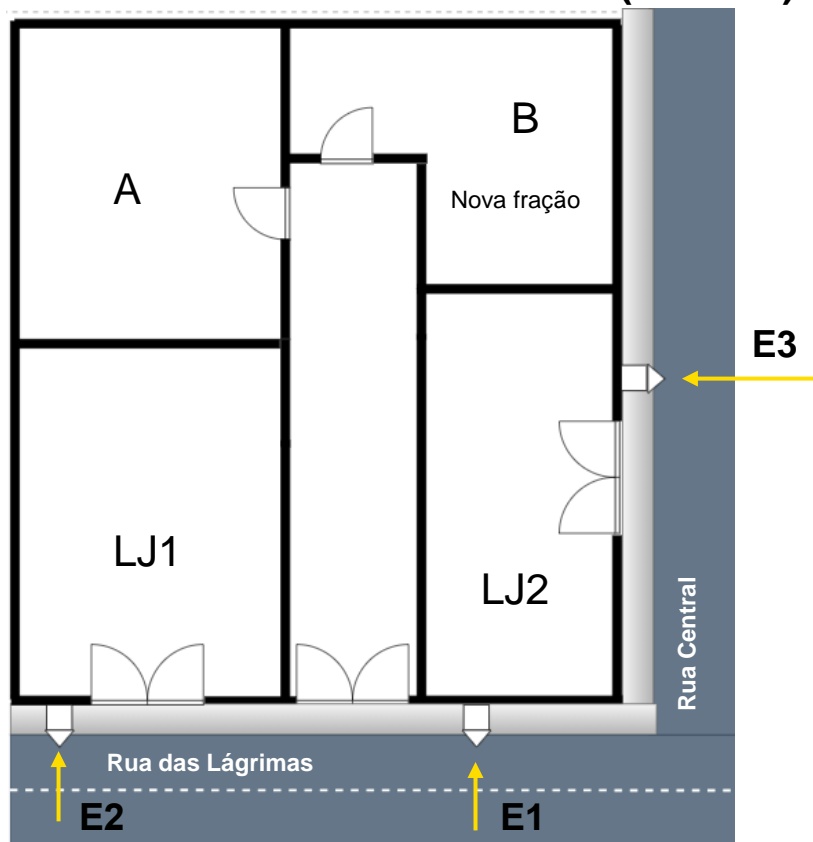 B
A
Nova fração
E3
LJ1
LJ2
Rua Central
Rua das Lágrimas
E2
E1